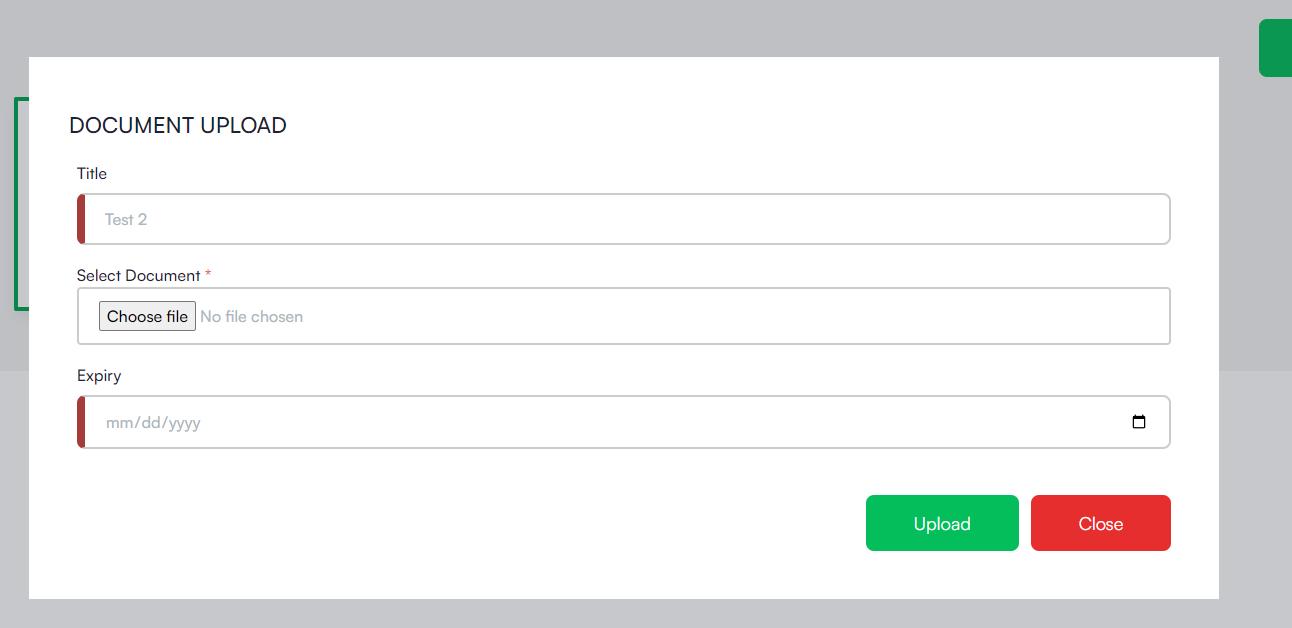 DOCUMENT UPLOAD
Title
Test 2
Select Document *
Choose file No file chosen
Expiry
mm/dd/yyyy
Upload Close